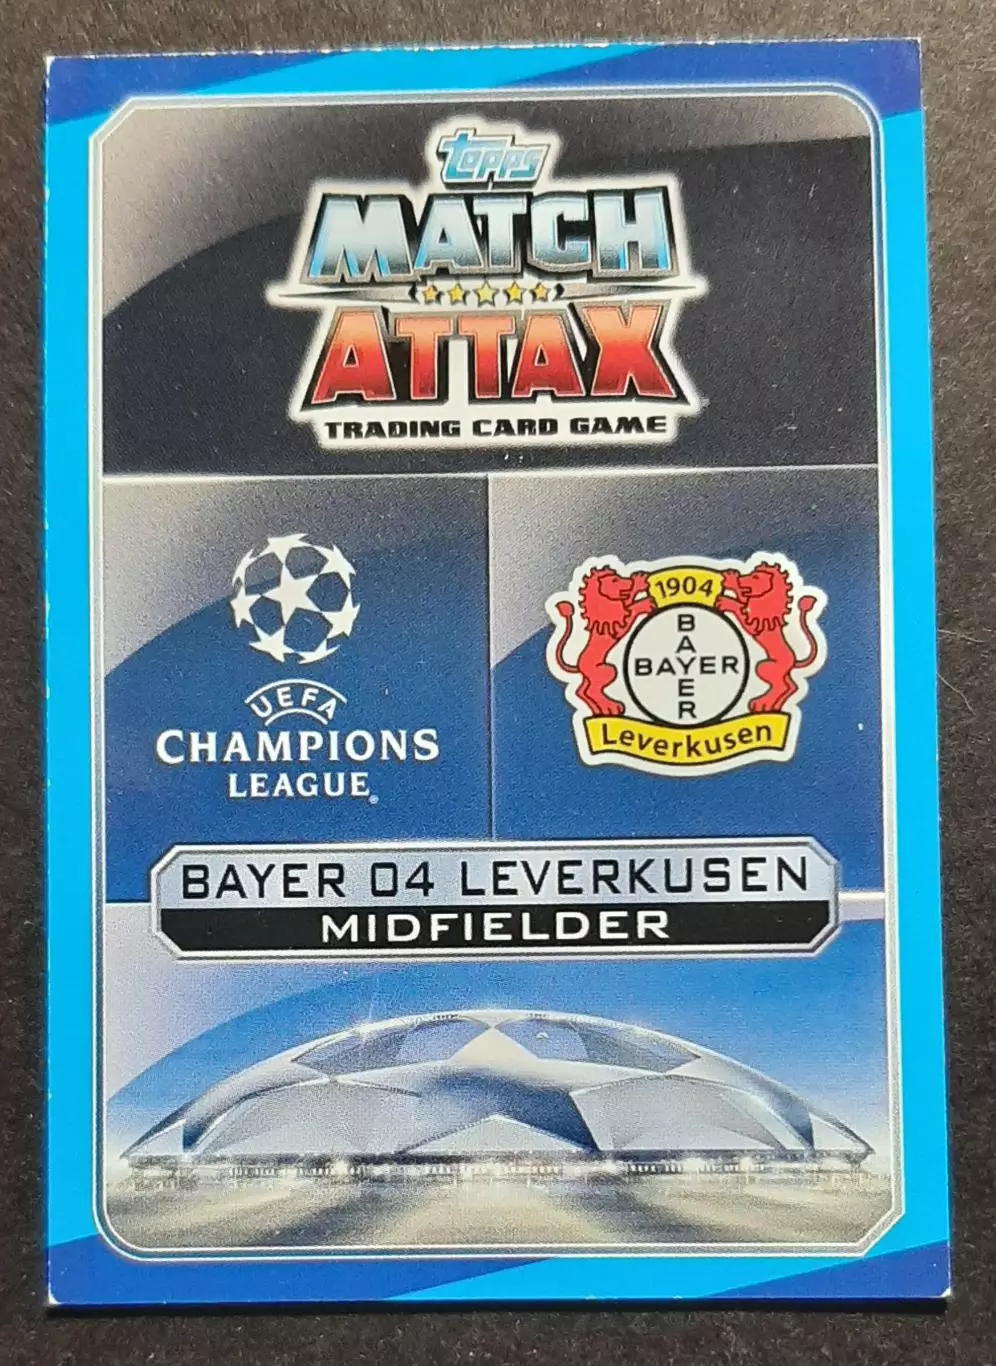 topps
MATCH
ATTAX
TRADING CARD GAME
UEFA
CHAMPIONS
LEAGUE®
1904
BAYER
BAYER
Leverkusen
BAYER 04 LEVERKUSEN
MIDFIELDER